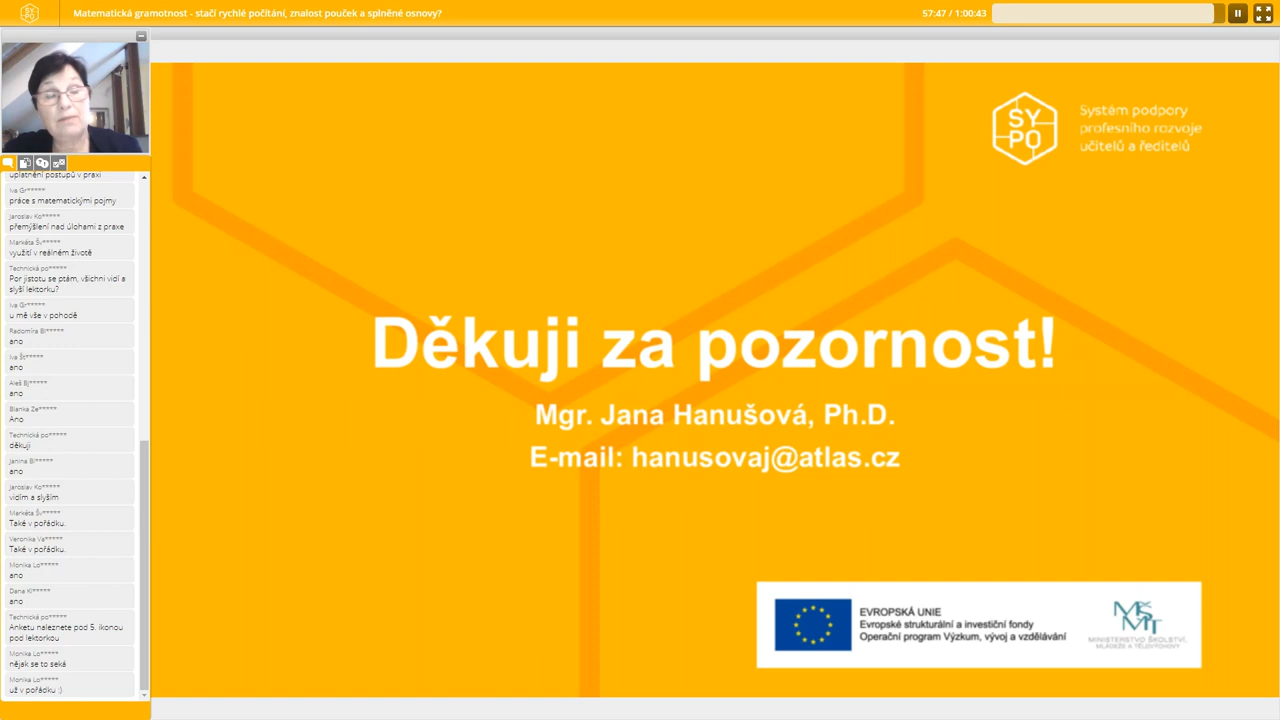 SY
PO
Matematická gramotnost - stačí rychlé počítání, znalost pouček a splněné osnovy?
57:47 / 1:00:43
uplatnění postupů v praxi
Iva Gr*****
práce s matematickými pojmy
Jaroslav Ko*****
přemýšlení nad úlohami z praxe
Markéta Šv*****
využití v reálném životě
Technická po*****
Por jistotu se ptám, všichni vidí a
slyší lektorku?
Iva Gr*****
u mě vše v pohodě
Radomíra Bl*****
ano
Iva Št*****
ano
Aleš Bj*****
ano
Blanka Ze*****
Ano
Technická po*****
děkuji
Janina Bl*****
ano
Jaroslav Ko*****
vidím a slyším
Markéta Šv*****
Také v pořádku.
Veronika Va*****
Také v pořádku.
Monika Lo*****
ano
Dana Kl*****
ano
Technická po*****
Anketu naleznete pod 5. ikonou
pod lektorkou
Monika Lo*****
nějak se to seká
Monika Lo*****
už v pořádku :)
SY
PO
Systém podpory
profesního rozvoje
učitelů a ředitelů
Děkuji za pozornost!
Mgr. Jana Hanušová, Ph.D.
E-mail: hanusovaj@atlas.cz
EVROPSKÁ UNIE
Evropské strukturální a investiční fondy
Operační program Výzkum, vývoj a vzdělávání
MŠMT
MINISTERSTVO ŠKOLSTVÍ,
MLÁDEŽE A TĚLOVÝCHOVY